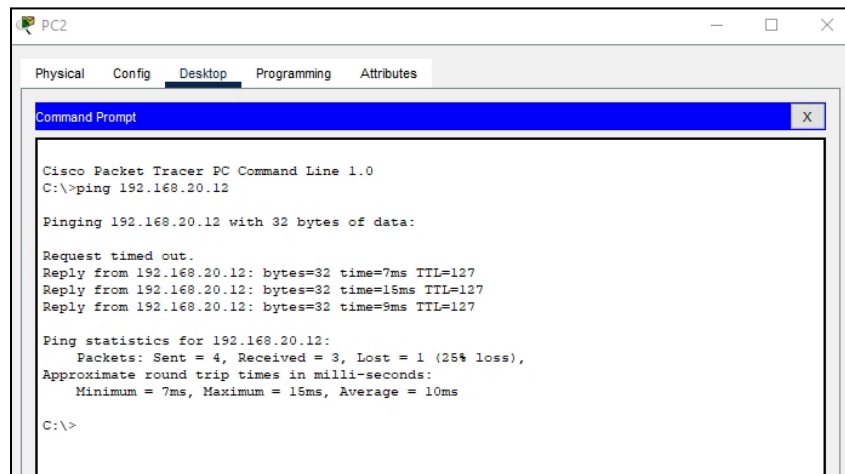 PC2
Physical Config Desktop Programming Attributes
Command Prompt X
Cisco Packet Tracer PC Command Line 1.0
C:\>ping 192.168.20.12
Pinging 192.168.20.12 with 32 bytes of data:
Request timed out.
Reply from 192.168.20.12: bytes=32 time=7ms TTL=127
Reply from 192.168.20.12: bytes=32 time=15ms TTL=127
Reply from 192.168.20.12: bytes=32 time=9ms TTL=127
Ping statistics for 192.168.20.12:
Packets: Sent = 4, Received = 3, Lost = 1 (25% loss),
Approximate round trip times in milli-seconds:
Minimum = 7ms, Maximum = 15ms, Average = 10ms
C:\>